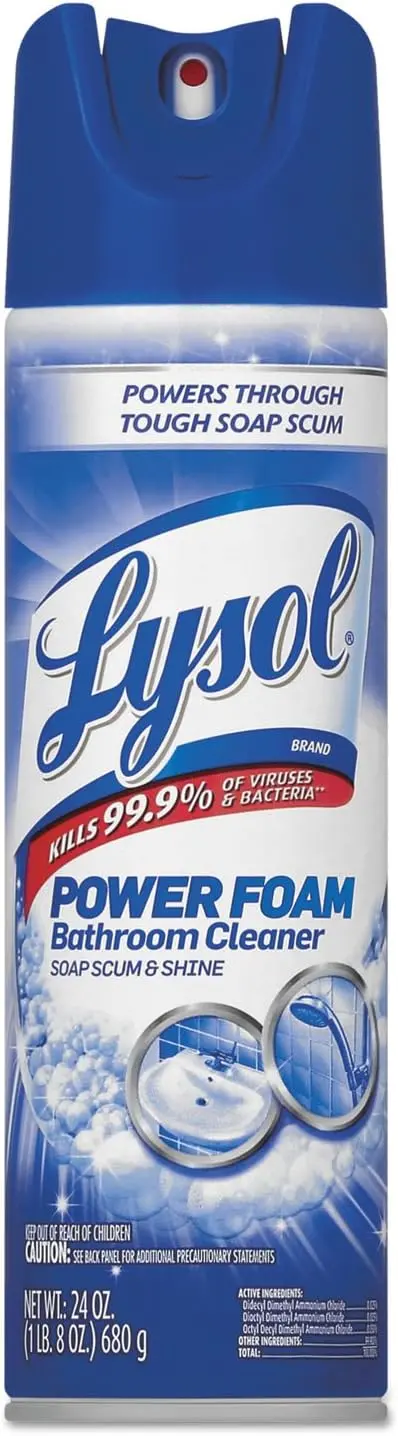 POWERS THROUGH
TOUGH SOAP SCUM
Lysol®
BRAND
KILLS 99.9% OF VIRUSES
& BACTERIA**
POWER FOAM
Bathroom Cleaner
SOAP SCUM & SHINE
KEEP OUT OF REACH OF CHILDREN
CAUTION: SEE BACK PANEL FOR ADDITIONAL PRECAUTIONARY STATEMENTS
NET WT.: 24 OZ.
(1 LB. 8 OZ.) 680 g
ACTIVE INGREDIENTS:
Didecyl Dimethyl Ammonium Chloride
Dioctyl Dimethyl Ammonium Chloride
Octyl Decyl Dimethyl Ammonium Chloride
OTHER INGREDIENTS:
TOTAL: